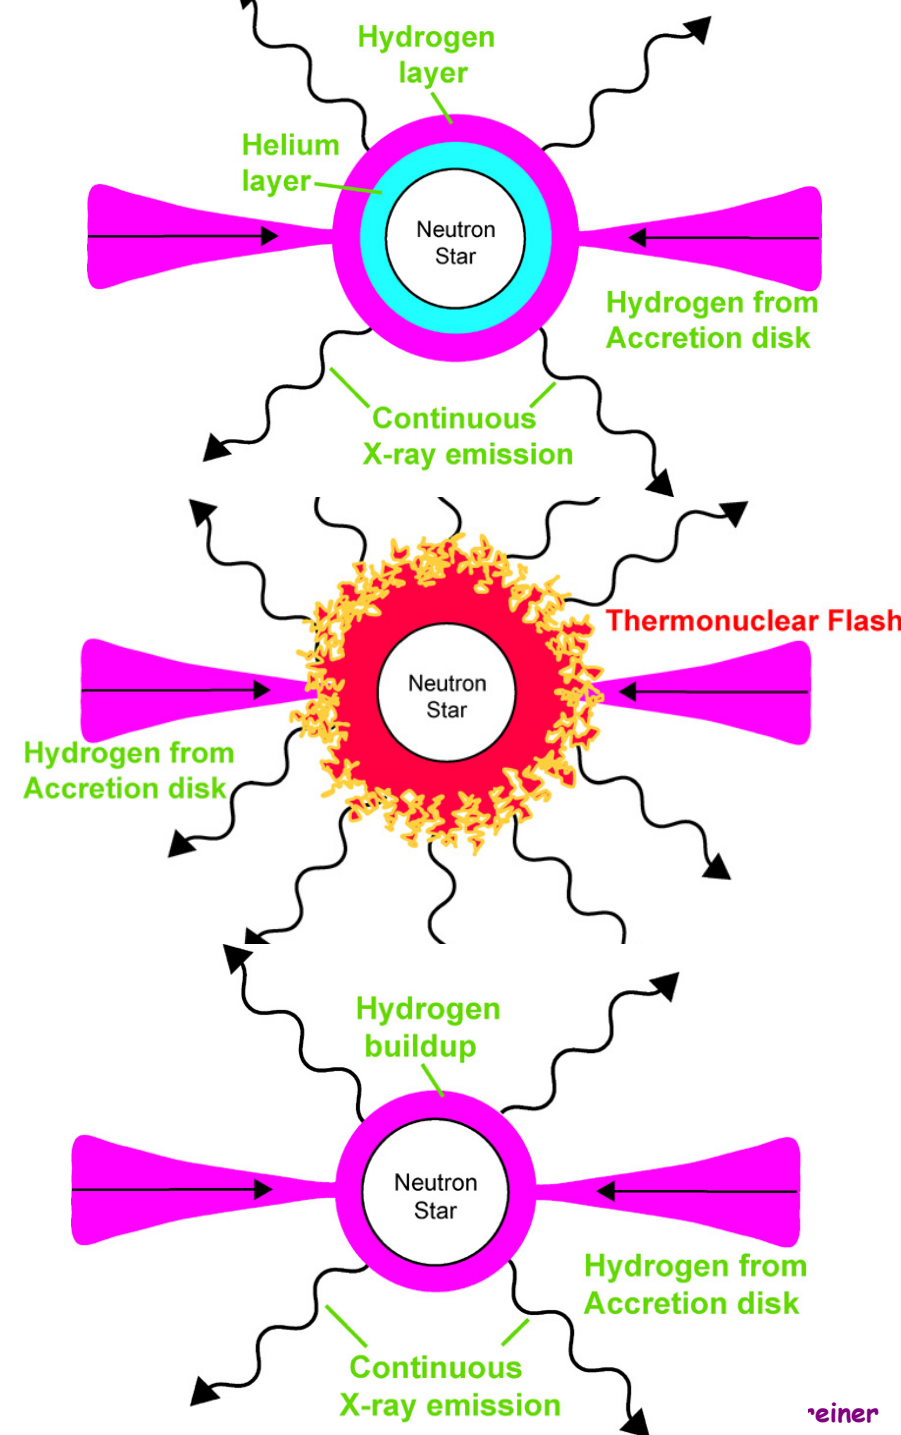 Hydrogen
layer
Helium
layer
Neutron
Star
Hydrogen from
Accretion disk
Continuous
X-ray emission
Thermonuclear Flash
Neutron
Star
Hydrogen from
Accretion disk
Hydrogen
buildup
Neutron
Star
Hydrogen from
Accretion disk
Continuous
X-ray emission
reiner